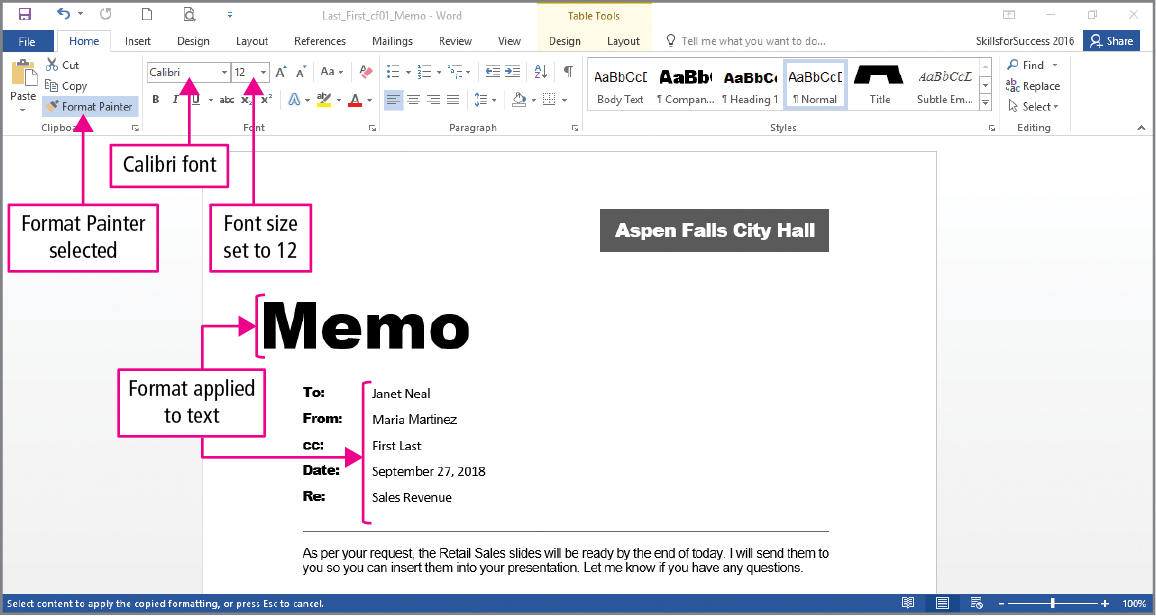 Last_First_cf01_Memo - Word
Table Tools
File Home Insert Design Layout References Mailings Review View Design Layout Tell me what you want to do... SkillsforSuccess 2016 Share
Paste
Cut
Copy
Format Painter
Calibri 12 Aa
B I U abc x₂ x² A ab A
AaBbCcD AaBb AaBbCc AaBbCcD AaBbCcL
Body Text ¶ Compan... ¶ Heading 1 ¶ Normal Title Subtle Em...
Find
Replace
Select
Clipboa Font Paragraph Styles Editing
Calibri font
Format Painter
selected
Font size
set to 12
Aspen Falls City Hall
Memo
Format applied
to text
To: Janet Neal
From: Maria Martinez
cc: First Last
Date: September 27, 2018
Re: Sales Revenue
As per your request, the Retail Sales slides will be ready by the end of today. I will send them to
you so you can insert them into your presentation. Let me know if you have any questions.
Select content to apply the copied formatting, or press Esc to cancel.
100%